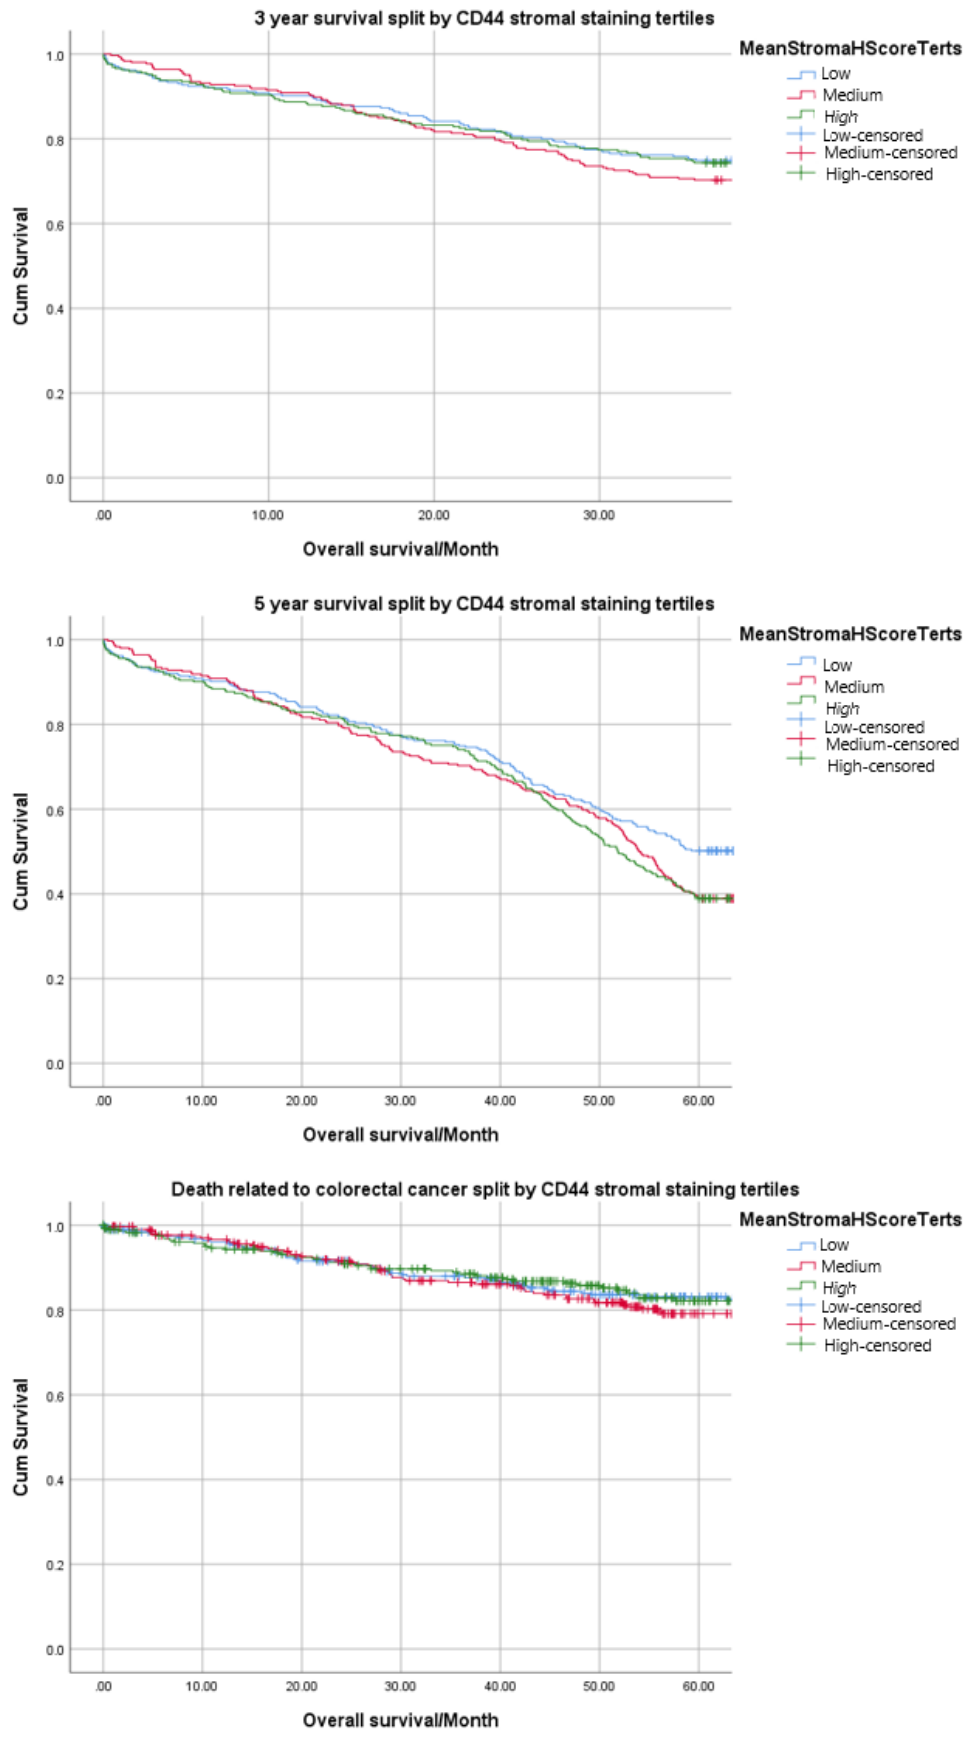 3 year survival split by CD44 stromal staining tertiles
MeanStromaHScoreTerts
Low
Medium
High
Low-censored
Medium-censored
High-censored
1.0
0.8
0.6
0.4
0.2
0.0
Cum Survival
.00 10.00 20.00 30.00
Overall survival/Month
5 year survival split by CD44 stromal staining tertiles
MeanStromaHScoreTerts
Low
Medium
High
Low-censored
Medium-censored
High-censored
1.0
0.8
0.6
0.4
0.2
0.0
Cum Survival
.00 10.00 20.00 30.00 40.00 50.00 60.00
Overall survival/Month
Death related to colorectal cancer split by CD44 stromal staining tertiles
MeanStromaHScoreTerts
Low
Medium
High
Low-censored
Medium-censored
High-censored
1.0
0.8
0.6
0.4
0.2
0.0
Cum Survival
.00 10.00 20.00 30.00 40.00 50.00 60.00
Overall survival/Month